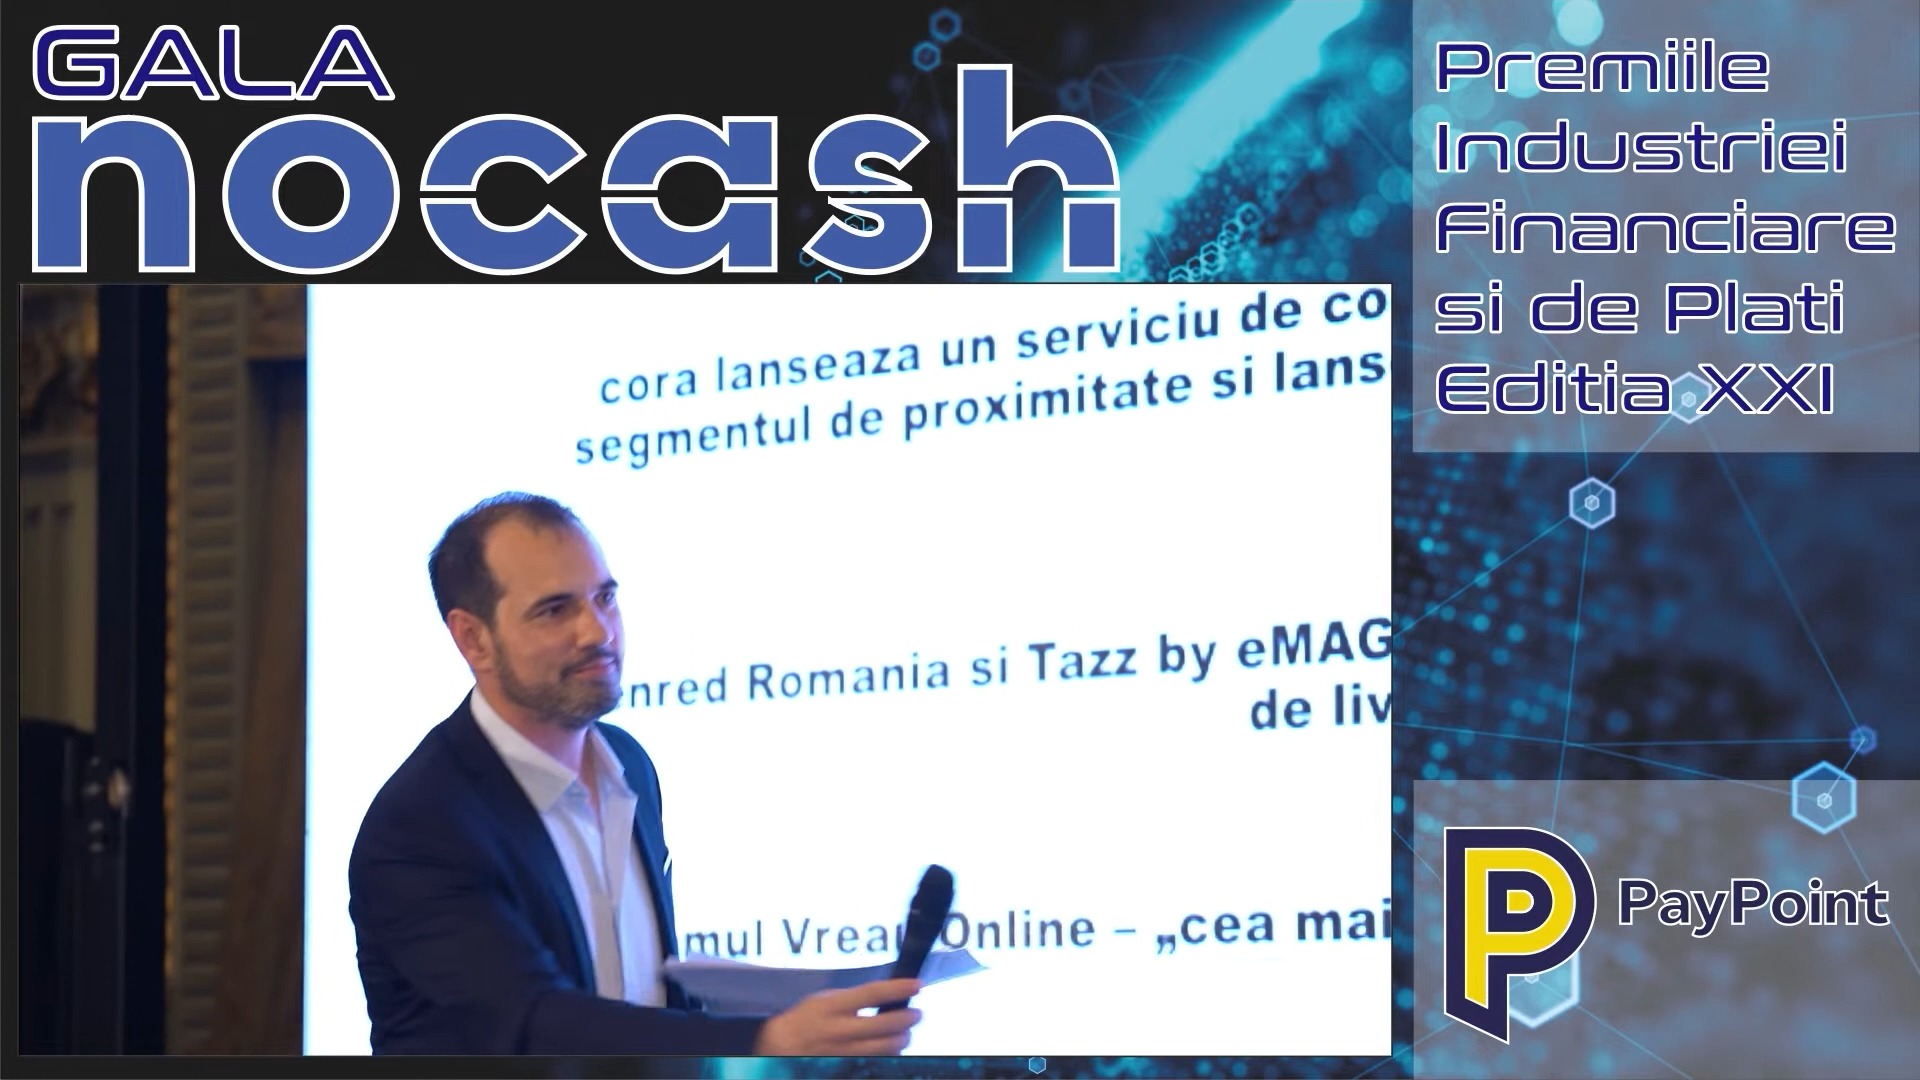 GALA
nocash
Premiile
Industriei
Financiare
si de Plati
Editia XXI
cora lanseaza un serviciu de co
segmentul de proximitate si lans
nred Romania si Tazz by eMAG
de liv
mul Vreau Online – „cea mai
PayPoint